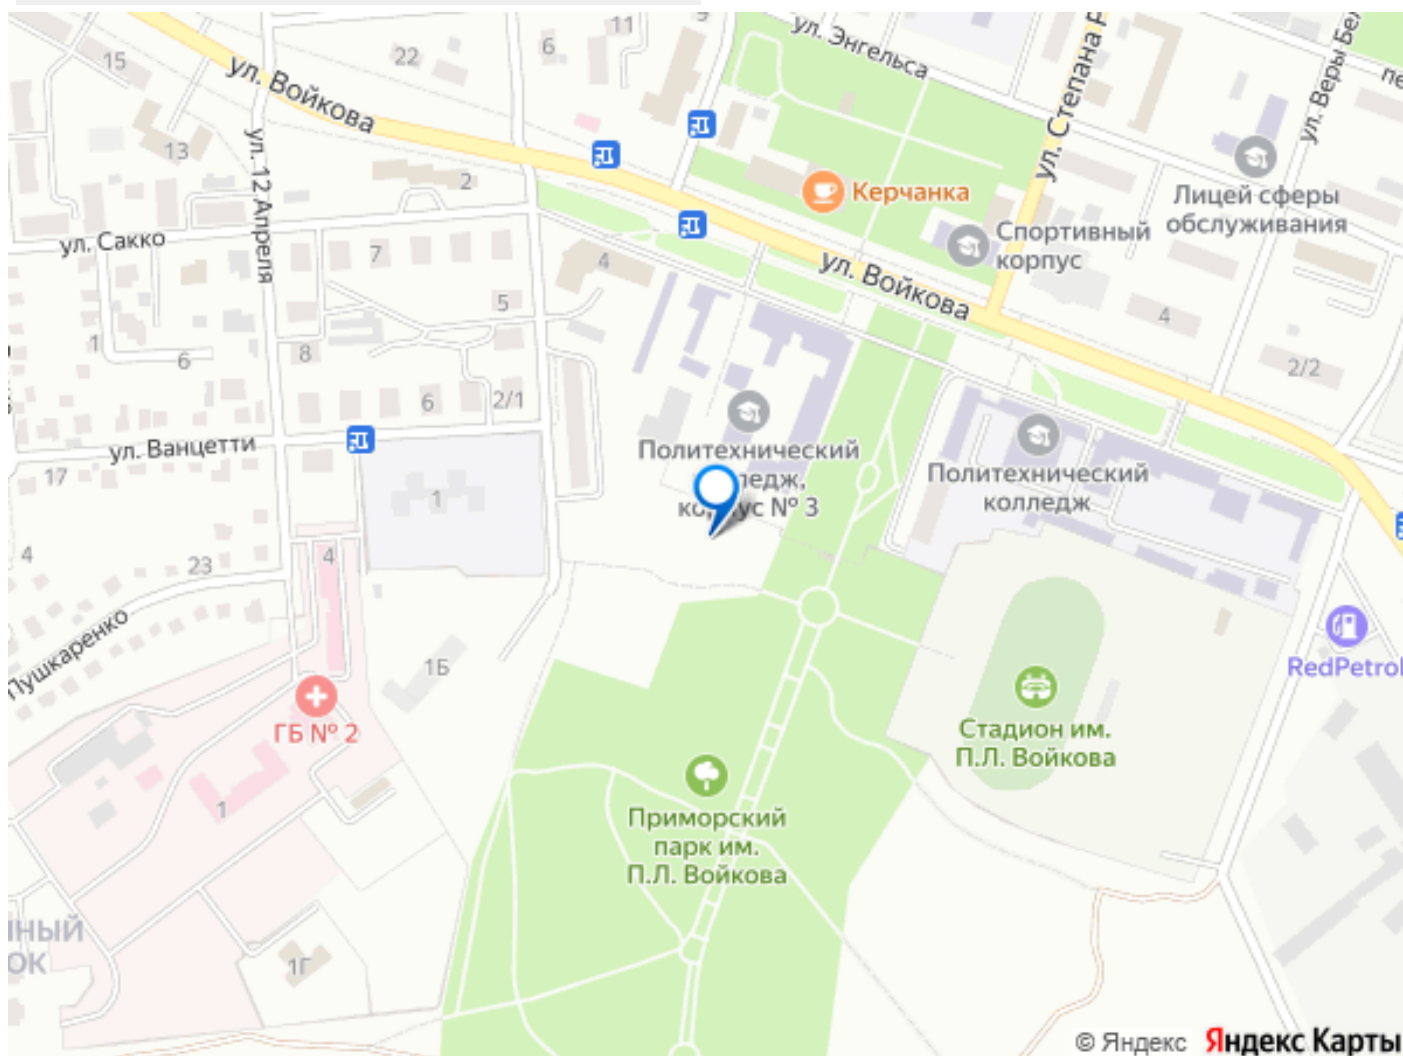 11
6
22
15
ул. Энгельса
ул. Войкова
13
ул. 12 Апреля
2
Керчанка
ул. Степана
Лицей сферы
обслуживания
Спортивный
корпус
ул. Сакко
7
4
ул. Войкова
5
4
1
6
8
6
2/1
2/2
ул. Ванцетти
17
1
Политехнический
колледж,
корпус № 3
Политехнический
колледж
4
23
4
Пушкаренко
1Б
ГБ № 2
1
RedPetrol
Стадион им.
П.Л. Войкова
Приморский
парк им.
П.Л. Войкова
1Г
© Яндекс Яндекс Карты